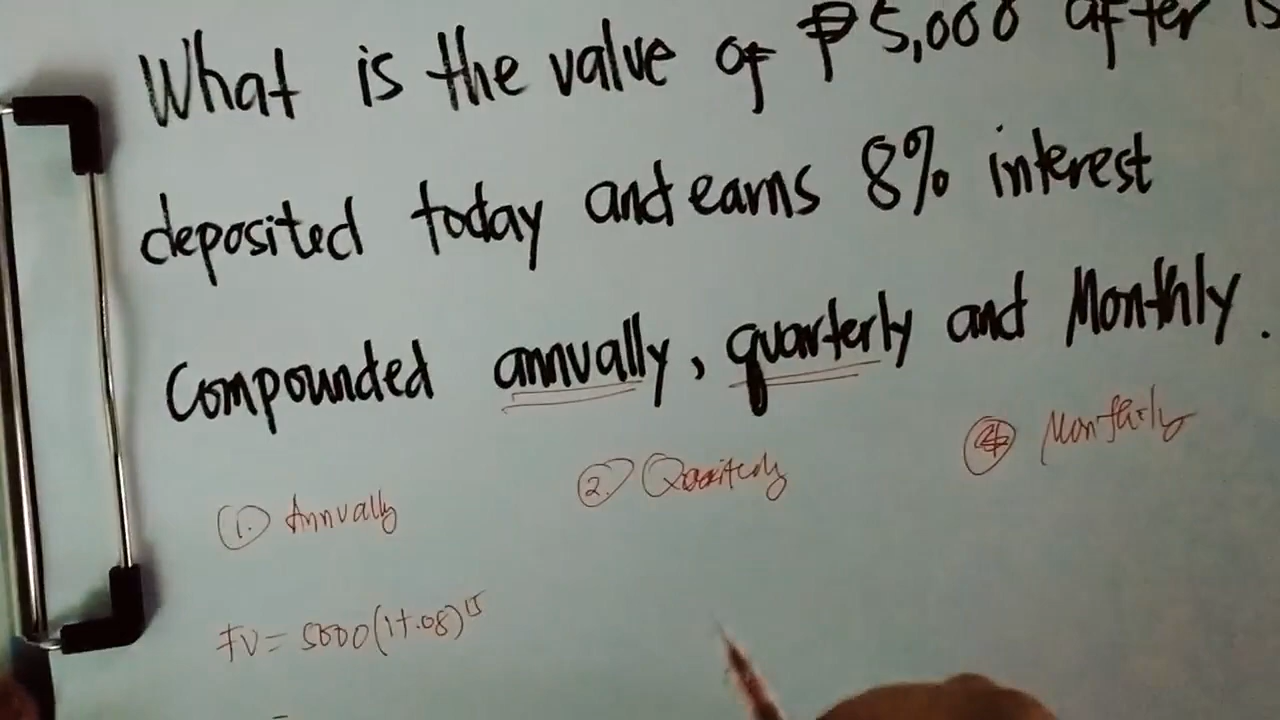 What is the value of ₱5,000 after 15
deposited today and earns 8% interest
Compounded annually, quarterly and Monthly.
① Annually
② Quarterly
④ Monthly
FV = 5000(1+.08)^15